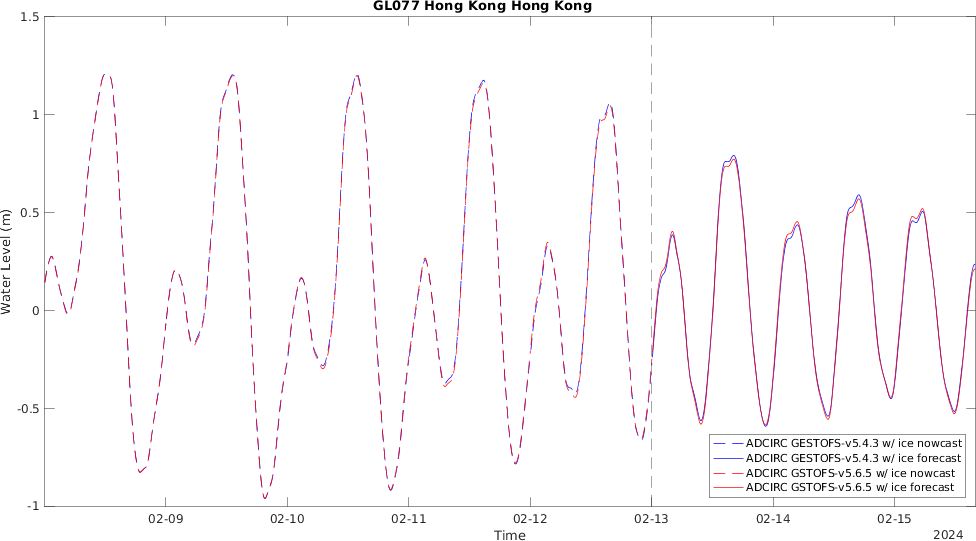 GL077 Hong Kong Hong Kong
1.5
1
0.5
0
-0.5
-1
Water Level (m)
ADCIRC GESTOFS-v5.4.3 w/ ice nowcast
ADCIRC GESTOFS-v5.4.3 w/ ice forecast
ADCIRC GSTOFS-v5.6.5 w/ ice nowcast
ADCIRC GSTOFS-v5.6.5 w/ ice forecast
02-09 02-10 02-11 02-12 02-13 02-14 02-15
Time
2024